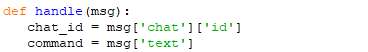 def handle(msg):
    chat_id = msg['chat']['id']
    command = msg['text']